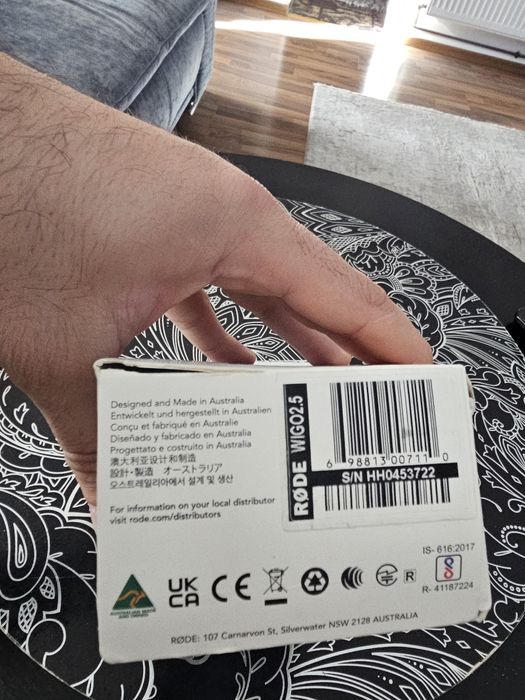 Designed and Made in Australia
Entwickelt und hergestellt in Australien
Conçu et fabriqué en Australie
Diseñado y fabricado en Australia
Progettato e costruito in Australia
澳大利亚设计和制造
設計・製造 オーストラリア
오스트레일리아에서 설계 및 생산
For information on your local distributor
visit rode.com/distributors
RØDE WIGO2.5
6 98813 00711 0
S/N HH0453722
AUSTRALIAN MADE
AND OWNED
UK
CA
CE
R
IS- 616:2017
R- 41187224
RØDE: 107 Carnarvon St, Silverwater NSW 2128 AUSTRALIA